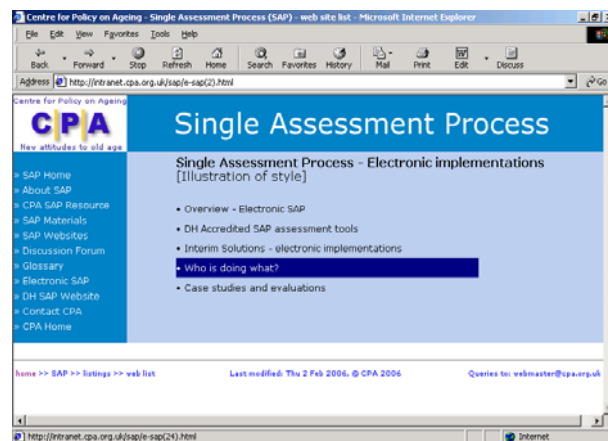 Centre for Policy on Ageing - Single Assessment Process (SAP) - web site list - Microsoft Internet Explorer
File Edit View Favorites Tools Help
Back Forward Stop Refresh Home Search Favorites History Mail Print Edit Discuss
Address http://intranet.cpa.org.uk/sap/e-sap(2).html Go
Centre for Policy on Ageing
CPA
New attitudes to old age
Single Assessment Process
Single Assessment Process - Electronic implementations
[Illustration of style]
» SAP Home
» About SAP
» CPA SAP Resource
» SAP Materials
» SAP Websites
» Discussion Forum
» Glossary
» Electronic SAP
» DH SAP Website
» Contact CPA
» CPA Home
• Overview - Electronic SAP
• DH Accredited SAP assessment tools
• Interim Solutions - electronic implementations
• Who is doing what?
• Case studies and evaluations
home >> SAP >> listings >> web list Last modified: Thu 2 Feb 2006, © CPA 2006 Queries to: webmaster@cpa.org.uk
http://intranet.cpa.org.uk/sap/e-sap(24).html Internet